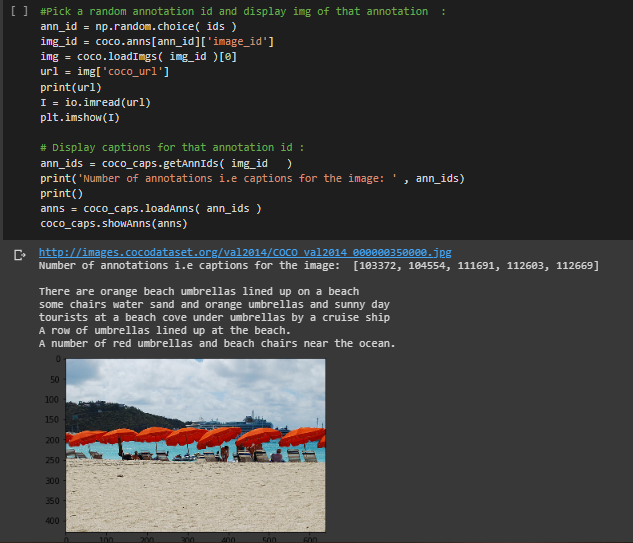 [ ] #Pick a random annotation id and display img of that annotation  :
ann_id = np.random.choice( ids )
img_id = coco.anns[ann_id]['image_id']
img = coco.loadImgs( img_id )[0]
url = img['coco_url']
print(url)
I = io.imread(url)
plt.imshow(I)

# Display captions for that annotation id :
ann_ids = coco_caps.getAnnIds( img_id   )
print('Number of annotations i.e captions for the image: ' , ann_ids)
print()
anns = coco_caps.loadAnns( ann_ids )
coco_caps.showAnns(anns)
http://images.cocodataset.org/val2014/COCO_val2014_000000350000.jpg
Number of annotations i.e captions for the image:  [103372, 104554, 111691, 112603, 112669]

There are orange beach umbrellas lined up on a beach
some chairs water sand and orange umbrellas and sunny day
tourists at a beach cove under umbrellas by a cruise ship
A row of umbrellas lined up at the beach.
A number of red umbrellas and beach chairs near the ocean.
0
50
100
150
200
250
300
350
400
0 100 200 300 400 500 600